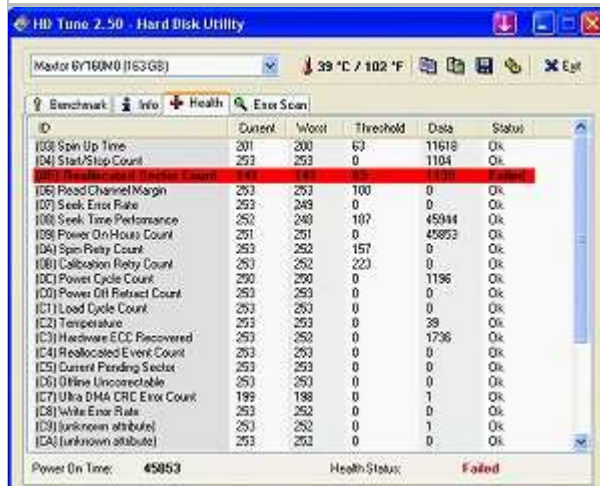 HD Tune 2.50 - Hard Disk Utility
Maxtor 6Y160M0 (163 GB) 39 °C / 102 °F Exit
Benchmark Info Health Error Scan
ID Current Worst Threshold Data Status
(03) Spin Up Time 201 200 63 11618 Ok
(04) Start/Stop Count 253 253 0 1104 Ok
(05) Reallocated Sector Count 63 Failed
(06) Read Channel Margin 253 253 100 0 Ok
(07) Seek Error Rate 253 249 0 0 Ok
(08) Seek Time Performance 252 248 187 45944 Ok
(09) Power On Hours Count 251 251 0 45853 Ok
(0A) Spin Retry Count 253 252 157 0 Ok
(0B) Calibration Retry Count 253 252 223 0 Ok
(0C) Power Cycle Count 250 250 0 1196 Ok
(C0) Power Off Retract Count 253 253 0 0 Ok
(C1) Load Cycle Count 253 253 0 0 Ok
(C2) Temperature 253 253 0 39 Ok
(C3) Hardware ECC Recovered 253 252 0 1736 Ok
(C4) Reallocated Event Count 253 253 0 0 Ok
(C5) Current Pending Sector 253 253 0 0 Ok
(C6) Offline Uncorrectable 253 253 0 0 Ok
(C7) Ultra DMA CRC Error Count 199 198 0 1 Ok
(C8) Write Error Rate 253 252 0 0 Ok
(C9) (unknown attribute) 253 252 0 1 Ok
(CA) (unknown attribute) 253 252 0 0 Ok
Power On Time: 45853 Health Status: Failed